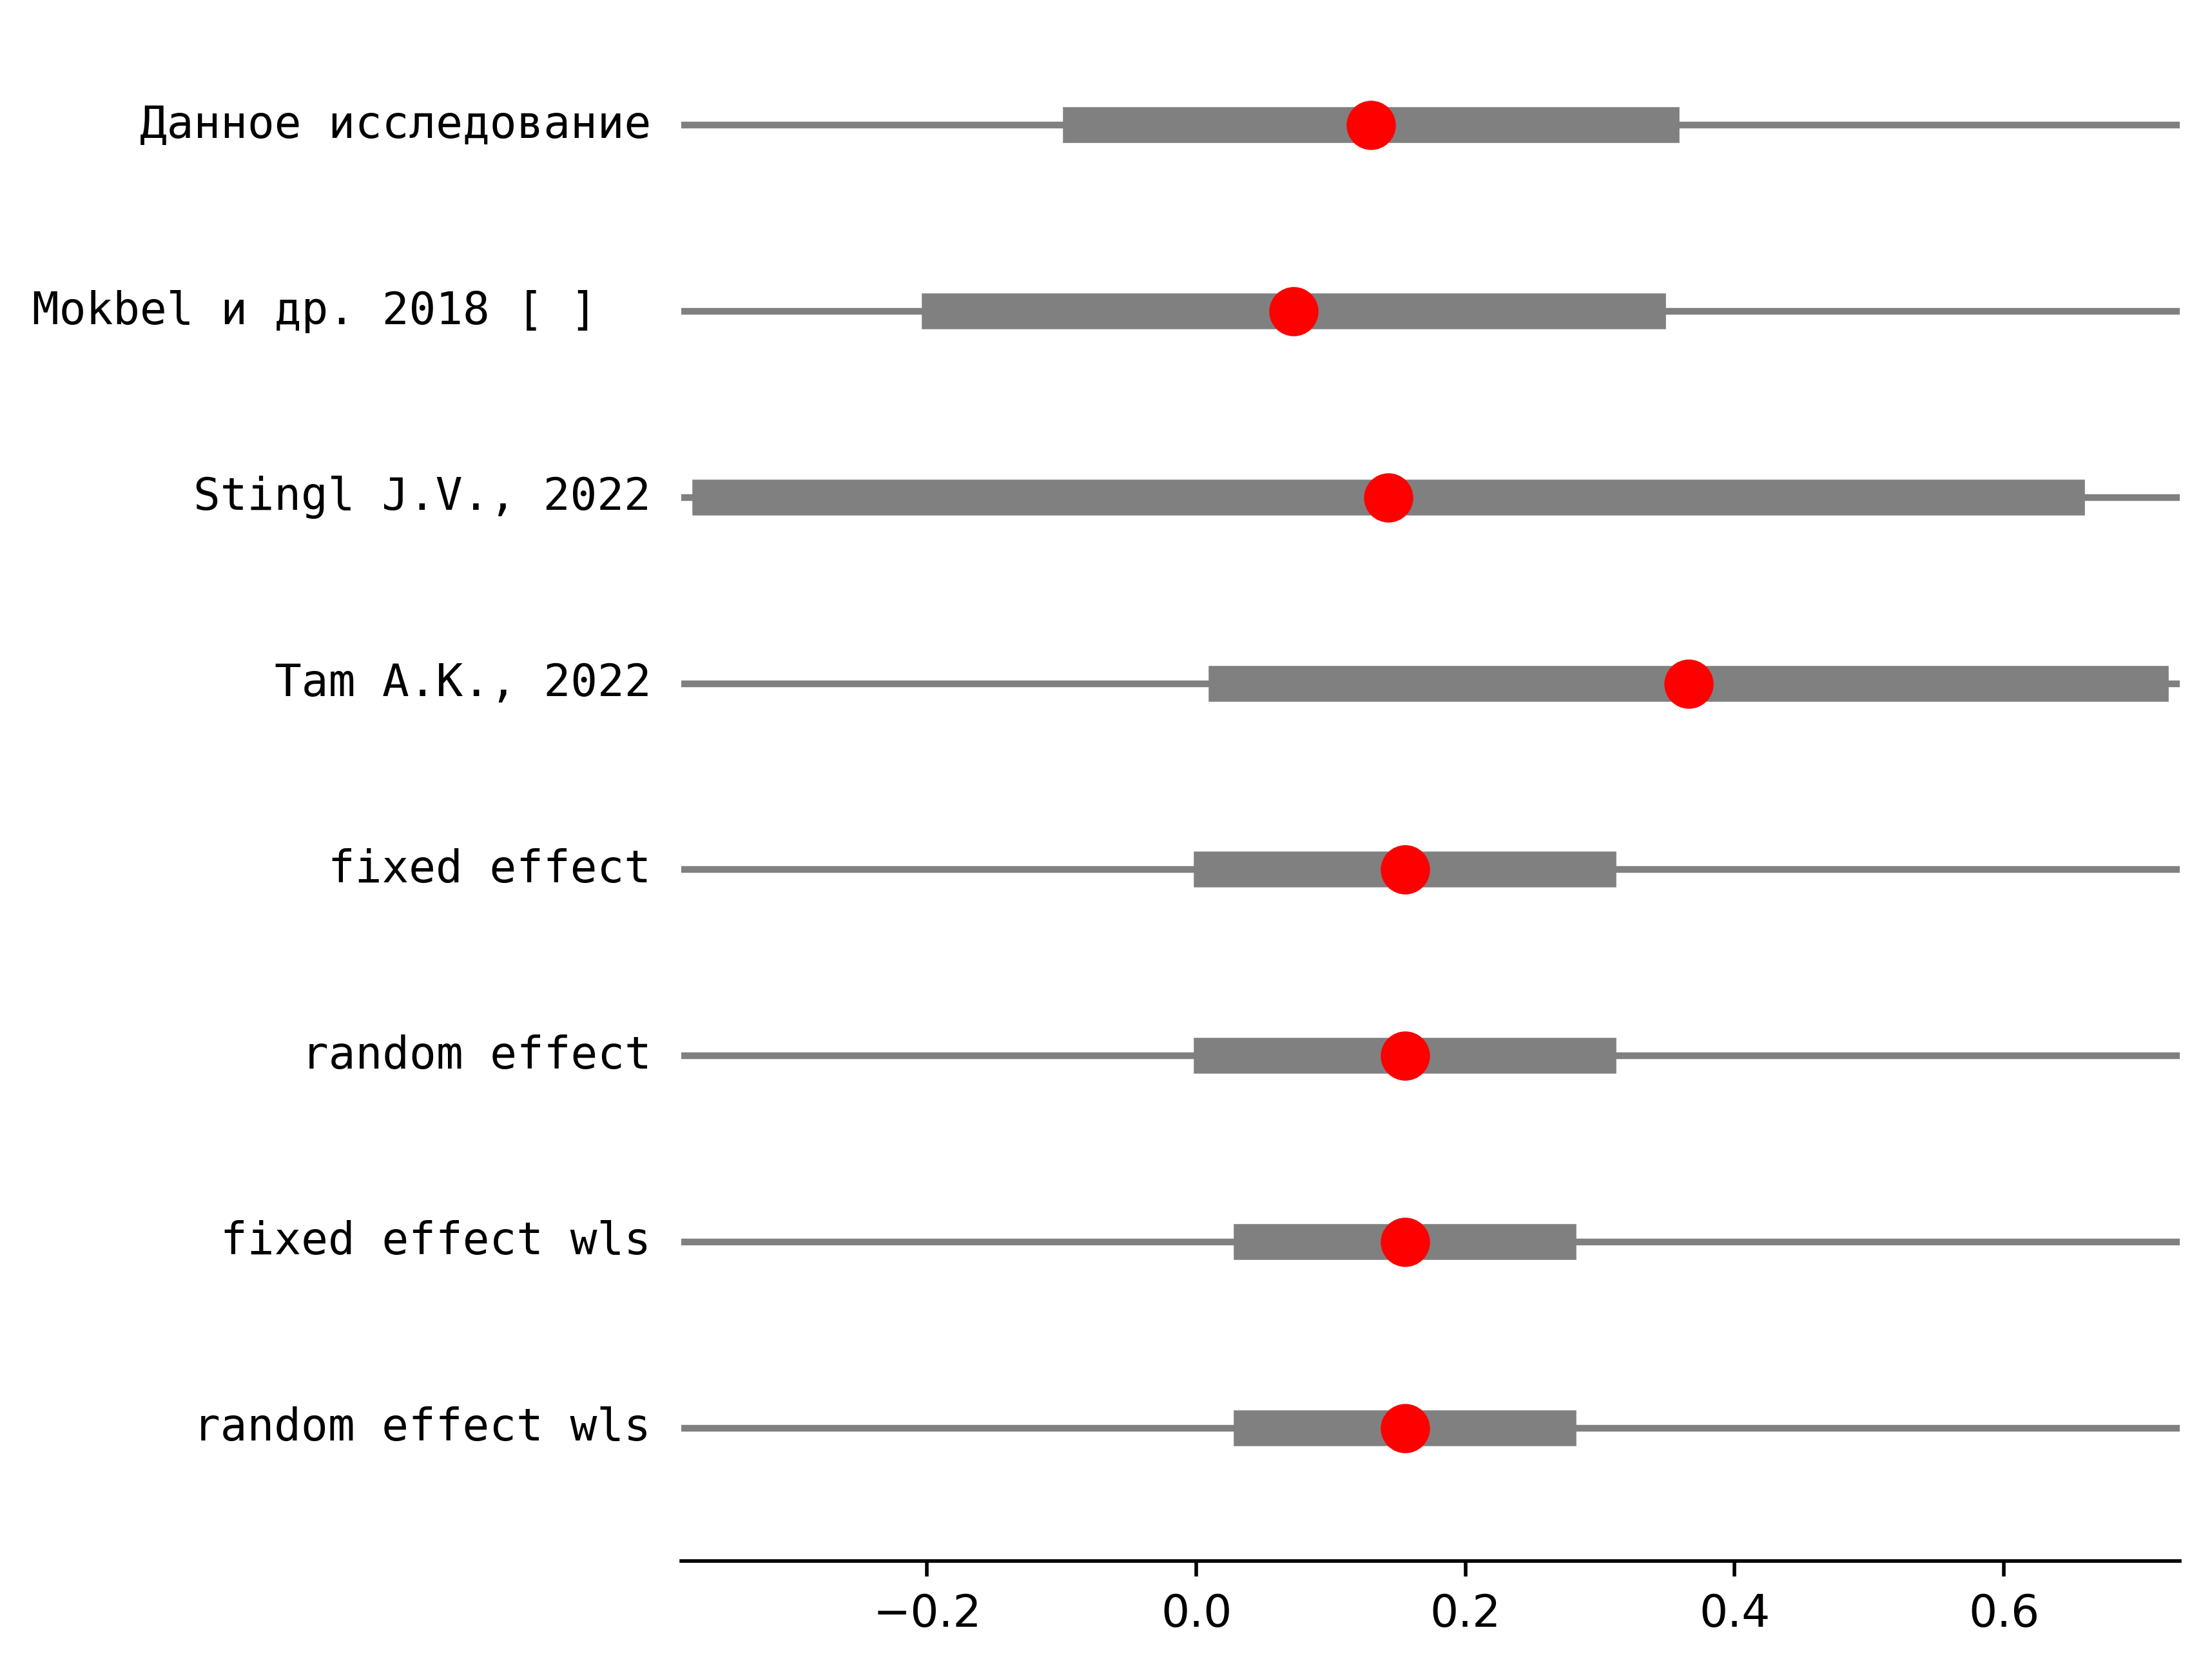 Данное исследование
Mokbel и др. 2018 [ ]
Stingl J.V., 2022
Tam A.K., 2022
fixed effect
random effect
fixed effect wls
random effect wls
−0.2 0.0 0.2 0.4 0.6